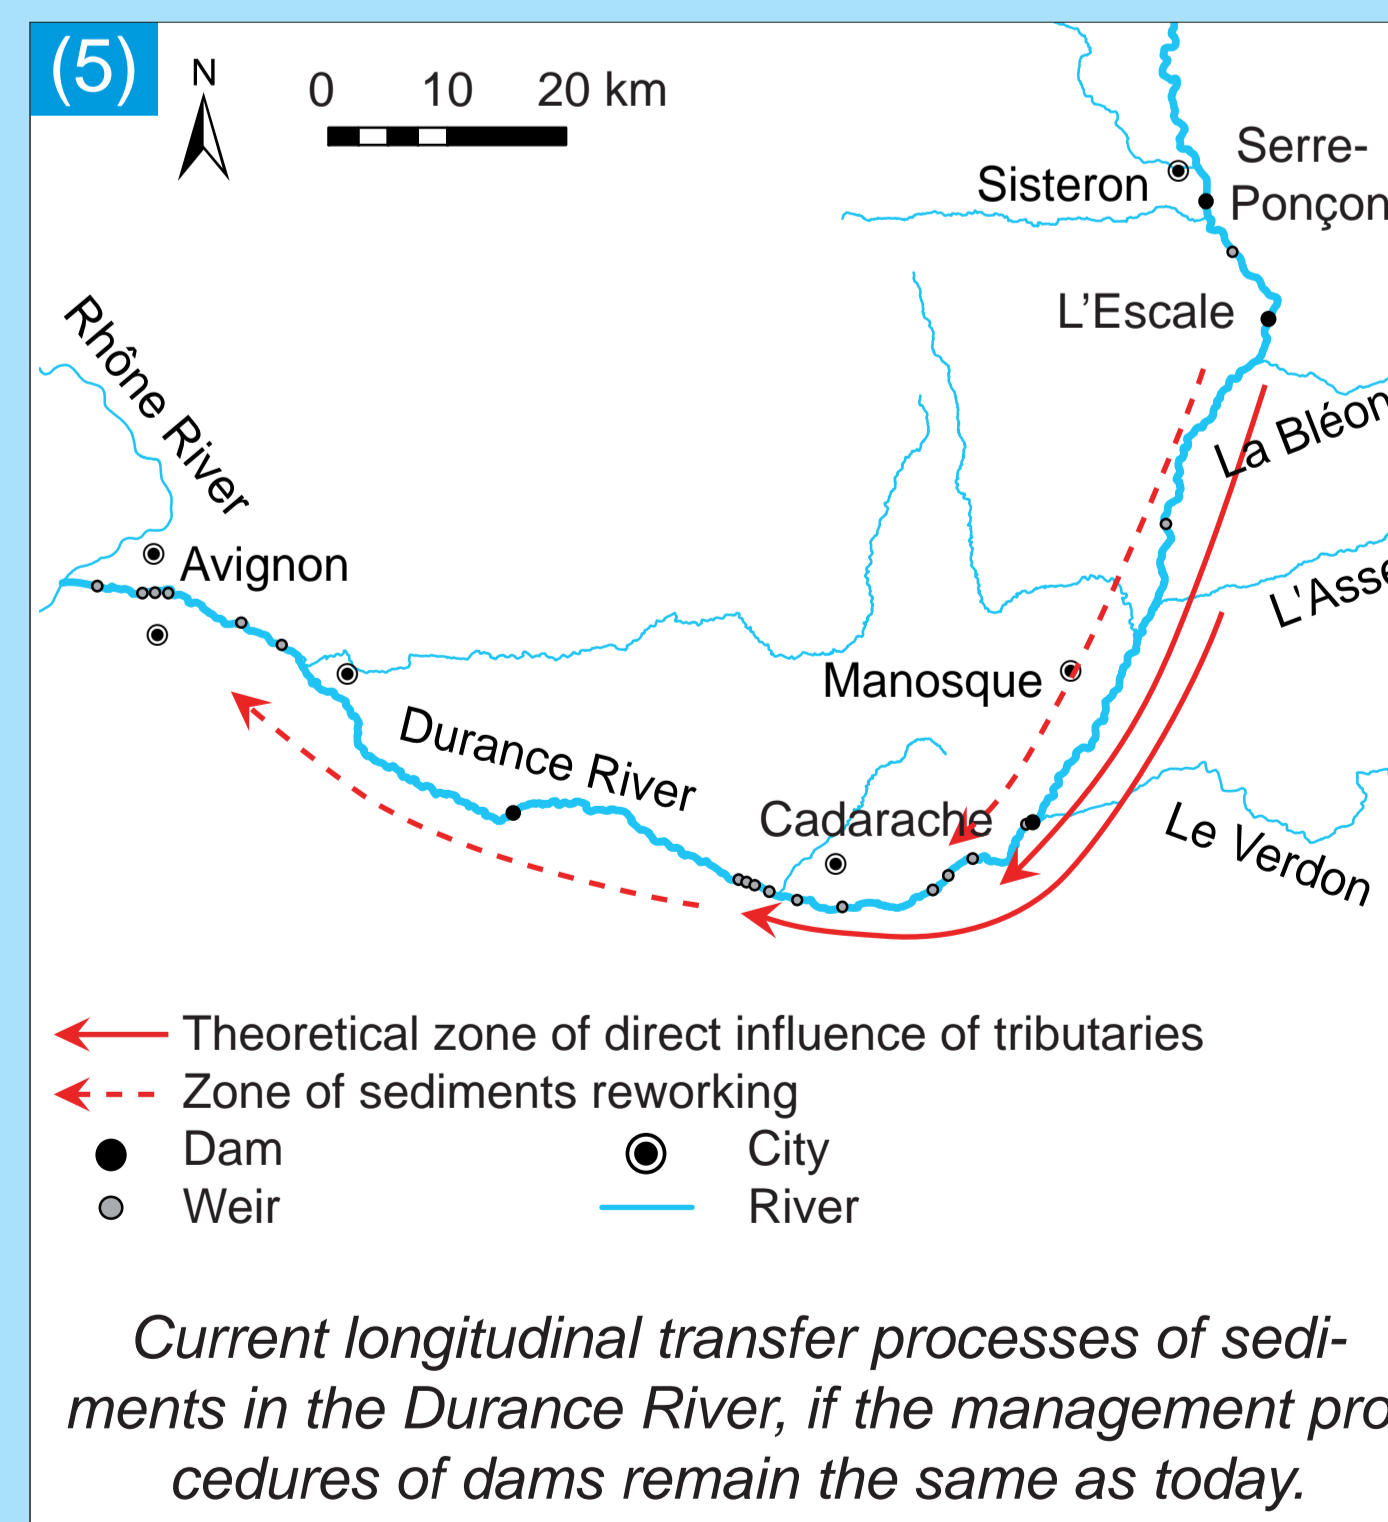 (5)
N
0 10 20 km
Serre-
Ponçon
Sisteron
L'Escale
Rhône River
La Bléon
Avignon
L'Asse
Manosque
Durance River
Cadarache
Le Verdon
Theoretical zone of direct influence of tributaries
Zone of sediments reworking
Dam City
Weir River
Current longitudinal transfer processes of sedi-
ments in the Durance River, if the management pro
cedures of dams remain the same as today.